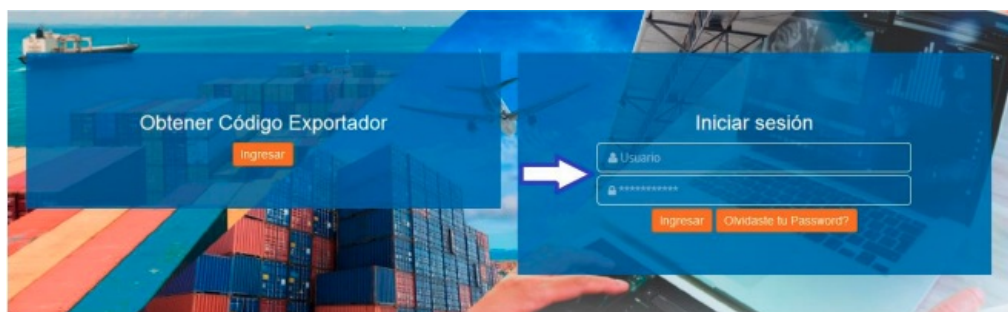 Obtener Código Exportador
Ingresar
Iniciar sesión
Usuario
***********
Ingresar
Olvidaste tu Password?